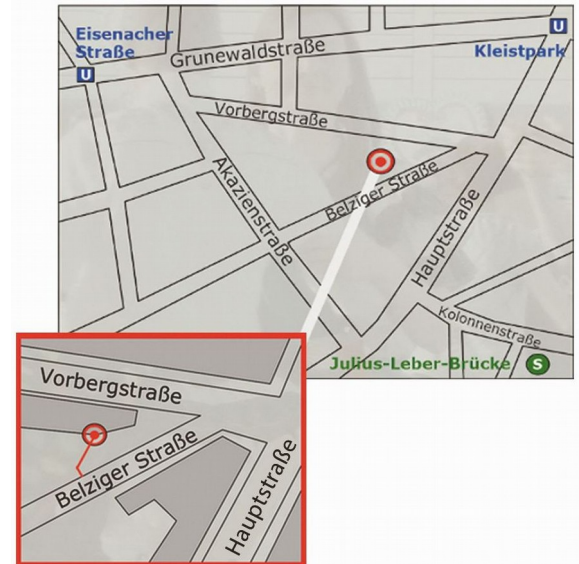 Eisenacher
Straße
U
Grunewaldstraße
U
Kleistpark
Vorbergstraße
Belziger Straße
Akazienstraße
Hauptstraße
Kolonnenstraße
Julius-Leber-Brücke
S
Vorbergstraße
Belziger Straße
Hauptstraße